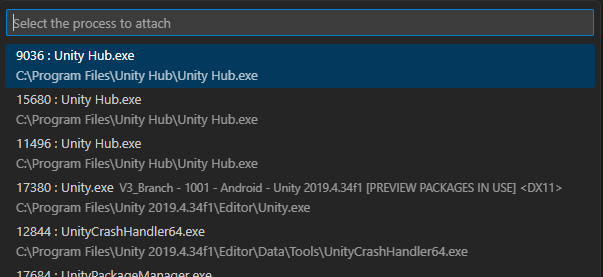 Select the process to attach
9036 : Unity Hub.exe
C:\Program Files\Unity Hub\Unity Hub.exe
15680 : Unity Hub.exe
C:\Program Files\Unity Hub\Unity Hub.exe
11496 : Unity Hub.exe
C:\Program Files\Unity Hub\Unity Hub.exe
17380 : Unity.exe V3_Branch - 1001 - Android - Unity 2019.4.34f1 [PREVIEW PACKAGES IN USE] <DX11>
C:\Program Files\Unity 2019.4.34f1\Editor\Unity.exe
12844 : UnityCrashHandler64.exe
C:\Program Files\Unity 2019.4.34f1\Editor\Data\Tools\UnityCrashHandler64.exe
17684 : UnityPackageManager.exe